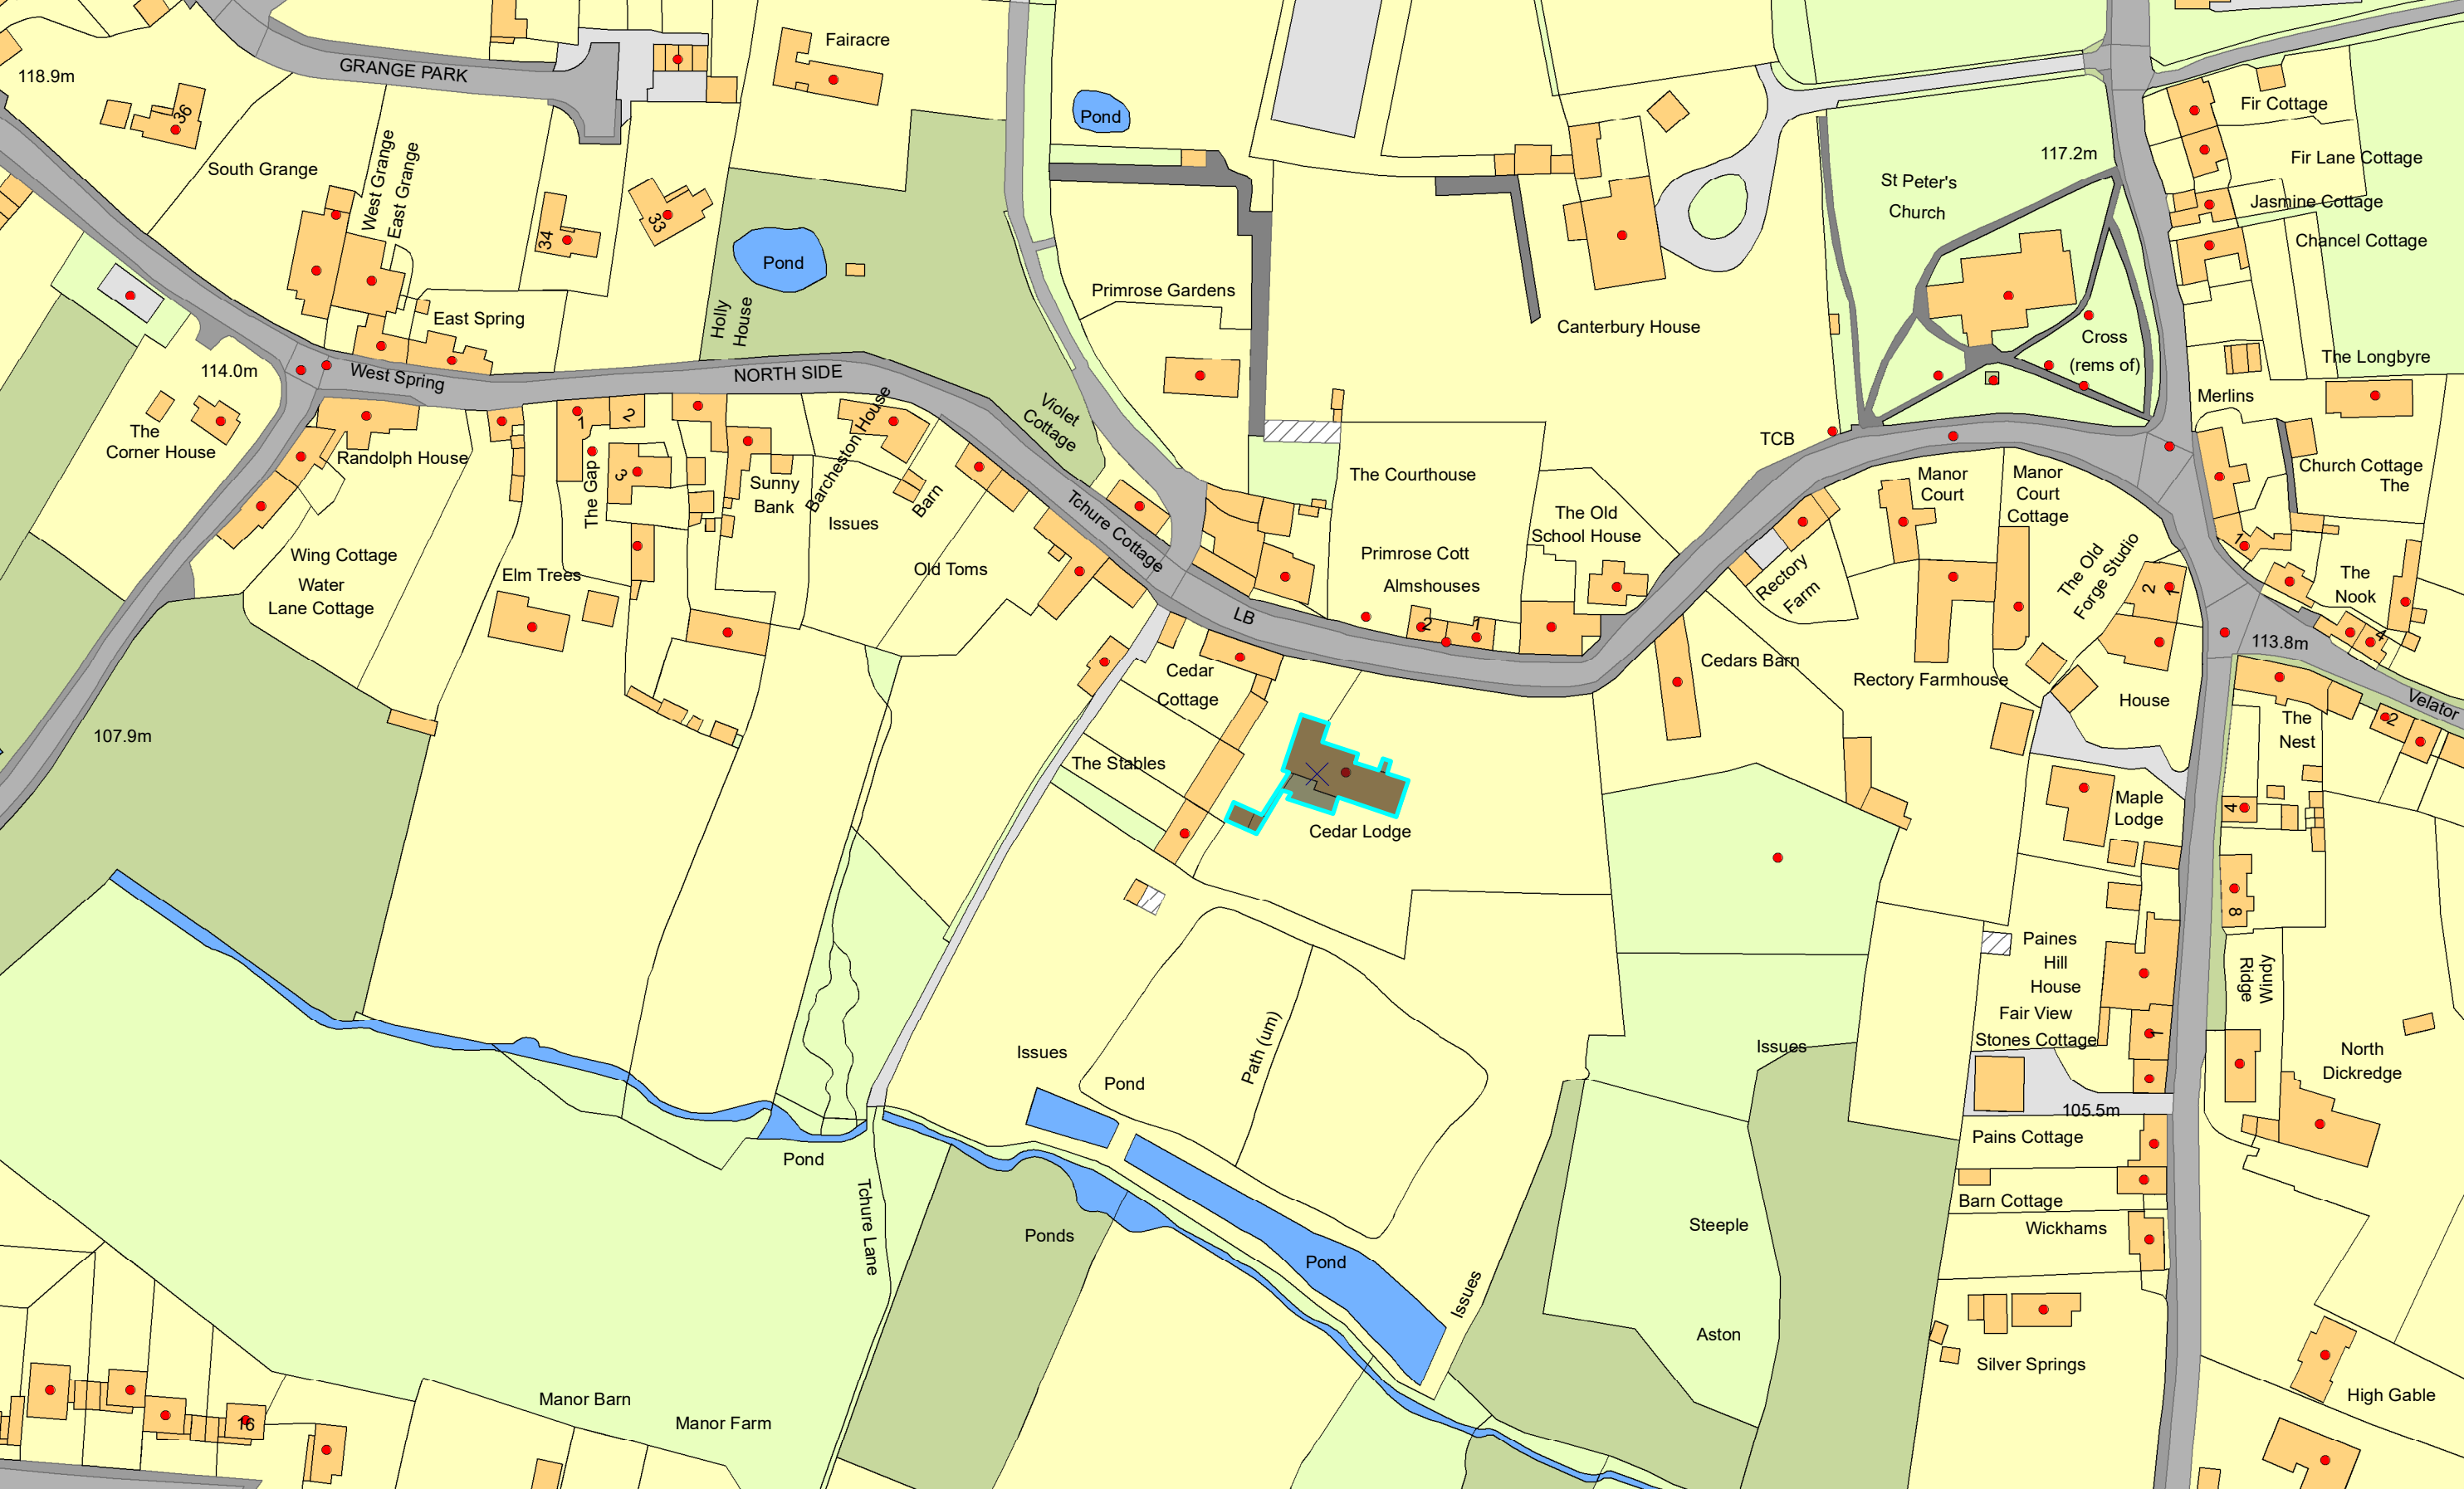 Fairacre
GRANGE PARK
118.9m
36
Pond
Fir Cottage
117.2m
Fir Lane Cottage
South Grange
West Grange
East Grange
St Peter's
Church
Jasmine Cottage
Chancel Cottage
33
34
Pond
Primrose Gardens
East Spring
Holly
House
Canterbury House
Cross
(rems of)
The Longbyre
114.0m
West Spring
NORTH SIDE
Merlins
The
Corner House
1
2
Violet
Cottage
TCB
Randolph House
The Gap
3
Sunny
Bank
Barcheston House
Issues
Barn
The Courthouse
Manor
Court
Manor
Court
Cottage
Church Cottage
The
The Old
School House
Tchure Cottage
Wing Cottage
Water
Lane Cottage
Elm Trees
Old Toms
Primrose Cott
Almshouses
Rectory
Farm
The Old
Forge Studio
1
2
1
The
Nook
LB
2
1
4
113.8m
Cedar
Cottage
Cedars Barn
Rectory Farmhouse
House
Velator
The
Nest
2
107.9m
The Stables
Cedar Lodge
Maple
Lodge
4
8
Paines
Hill
House
Windy
Ridge
Fair View
Stones Cottage
1
Issues
Pond
Path (um)
Issues
North
Dickredge
105.5m
Pains Cottage
Pond
Tchure Lane
Ponds
Barn Cottage
Wickhams
Steeple
Pond
Issues
Aston
Silver Springs
Manor Barn
Manor Farm
16
High Gable